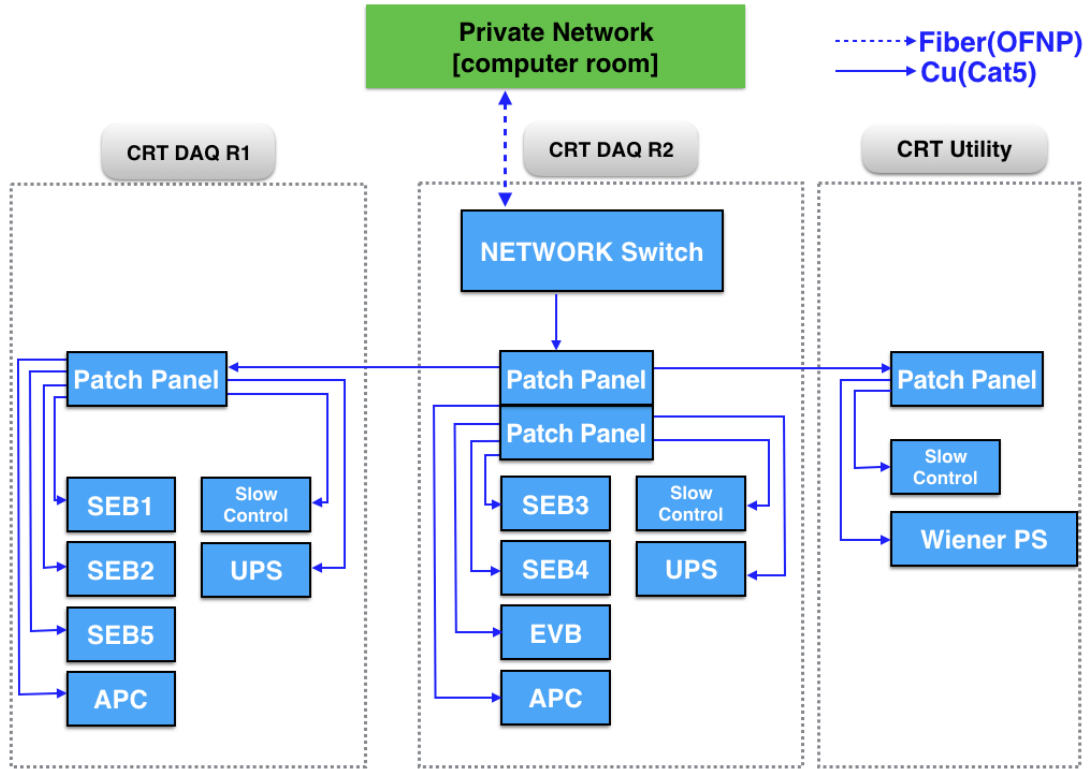 Private Network
[computer room]
Fiber(OFNP)
Cu(Cat5)
CRT DAQ R1
CRT DAQ R2
CRT Utility
NETWORK Switch
Patch Panel
Patch Panel
Patch Panel
Patch Panel
SEB1
Slow
Control
SEB2
UPS
SEB5
APC
SEB3
Slow
Control
SEB4
UPS
EVB
APC
Slow
Control
Wiener PS